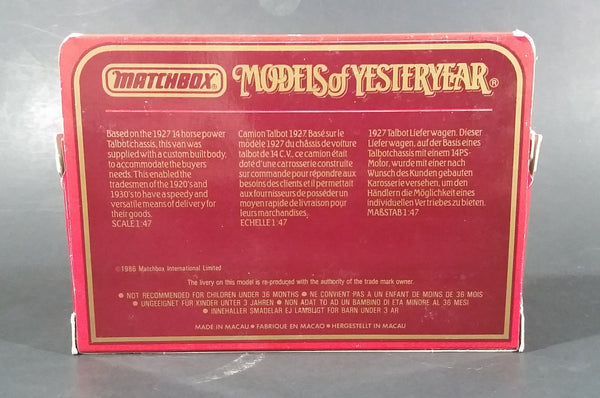 MATCHBOX®
MODELS of YESTERYEAR®
Based on the 1927 14 horse power
Talbot chassis, this van was
supplied with a custom built body,
to accommodate the buyers
needs. This enabled the
tradesmen of the 1920's and
1930's to have a speedy and
versatile means of delivery for
their goods.
SCALE 1:47
Camion Talbot 1927. Basé sur le
modèle 1927 du châssis de voiture
talbot de 14 C.V., ce camion était
doté d'une carrosserie construite
sur commande pour répondre aux
besoins des clients et il permettait
aux fournisseurs de posséder un
moyen rapide de livraison pour
leurs marchandises.
ECHELLE 1:47
1927 Talbot Lieferwagen. Dieser
Liefer wagen, auf der Basis eines
Talbotchassis mit einem 14 PS-
Motor, wurde mit einer nach
Wunsch des Kunden gebauten
Karosserie versehen, um den
Händlern die Möglichkeit eines
individuellen Vertriebes zu bieten.
MAßSTAB 1:47
©1986 Matchbox International Limited
The livery on this model is re-produced with the authority of the trade mark owner.
● NOT RECOMMENDED FOR CHILDREN UNDER 36 MONTHS ● NE CONVIENT PAS A UN ENFANT DE MOINS DE 36 MOIS
● UNGEEIGNET FUR KINDER UNTER 3 JAHREN ● NON ADATTO AD UN BAMBINO DI ETA MINORE AL 36 MESI
● INNEHALLER SMADELAR EJ LAMPLIGT FOR BARN UNDER 3 AR
MADE IN MACAU ● FABRIQUE EN MACAO ● HERGESTELLT IN MACAU